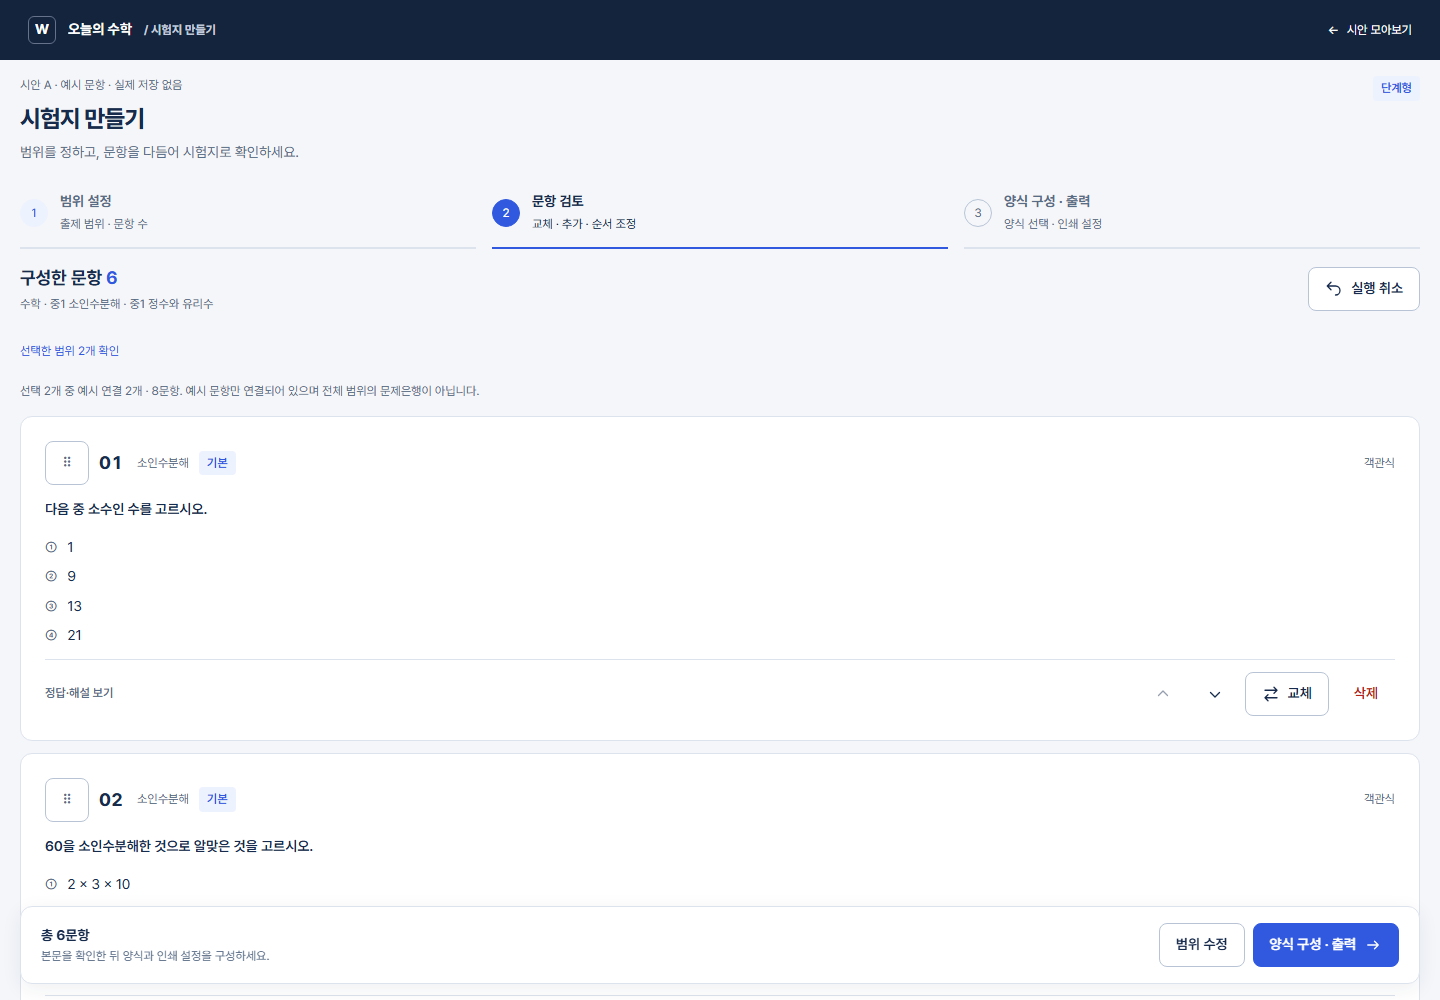 W 오늘의 수학 / 시험지 만들기
← 시안 모아보기
시안 A · 예시 문항 · 실제 저장 없음
단계형
시험지 만들기
범위를 정하고, 문항을 다듬어 시험지로 확인하세요.
1 범위 설정
출제 범위 · 문항 수
2 문항 검토
교체 · 추가 · 순서 조정
3 양식 구성 · 출력
양식 선택 · 인쇄 설정
구성한 문항 6
수학 · 중1 소인수분해 · 중1 정수와 유리수
실행 취소
선택한 범위 2개 확인
선택 2개 중 예시 연결 2개 · 8문항. 예시 문항만 연결되어 있으며 전체 범위의 문제은행이 아닙니다.
01 소인수분해 기본
객관식
다음 중 소수인 수를 고르시오.
① 1
② 9
③ 13
④ 21
정답·해설 보기
교체
삭제
02 소인수분해 기본
객관식
60을 소인수분해한 것으로 알맞은 것을 고르시오.
① 2 × 3 × 10
총 6문항
본문을 확인한 뒤 양식과 인쇄 설정을 구성하세요.
범위 수정
양식 구성 · 출력 →